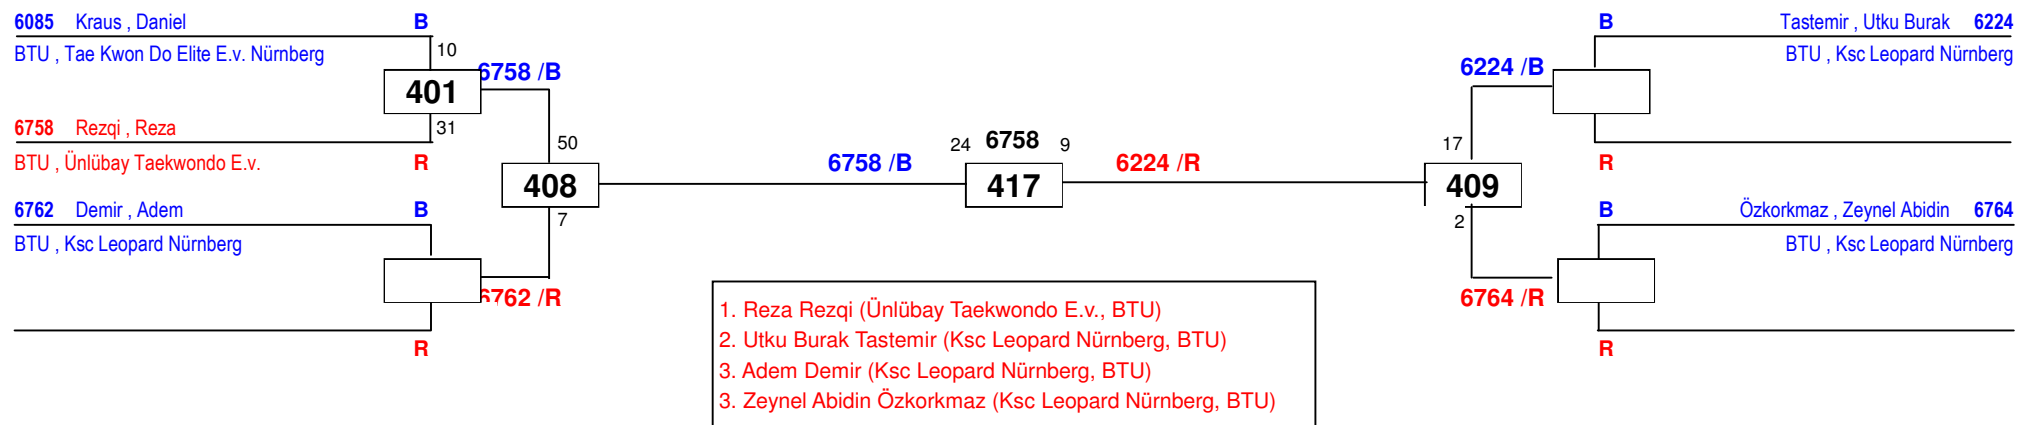 6085 Kraus , Daniel B
BTU , Tae Kwon Do Elite E.v. Nürnberg
10
401
6758 /B
31
6758 Rezqi , Reza
BTU , Ünlübay Taekwondo E.v. R
50
408
7
6762 Demir , Adem B
BTU , Ksc Leopard Nürnberg
6762 /R
R
6758 /B
24 6758 9
417
6224 /R
B Tastemir , Utku Burak 6224
BTU , Ksc Leopard Nürnberg
6224 /B
R
17
409
2
B Özkorkmaz , Zeynel Abidin 6764
BTU , Ksc Leopard Nürnberg
6764 /R
R
1. Reza Rezqi (Ünlübay Taekwondo E.v., BTU)
2. Utku Burak Tastemir (Ksc Leopard Nürnberg, BTU)
3. Adem Demir (Ksc Leopard Nürnberg, BTU)
3. Zeynel Abidin Özkorkmaz (Ksc Leopard Nürnberg, BTU)